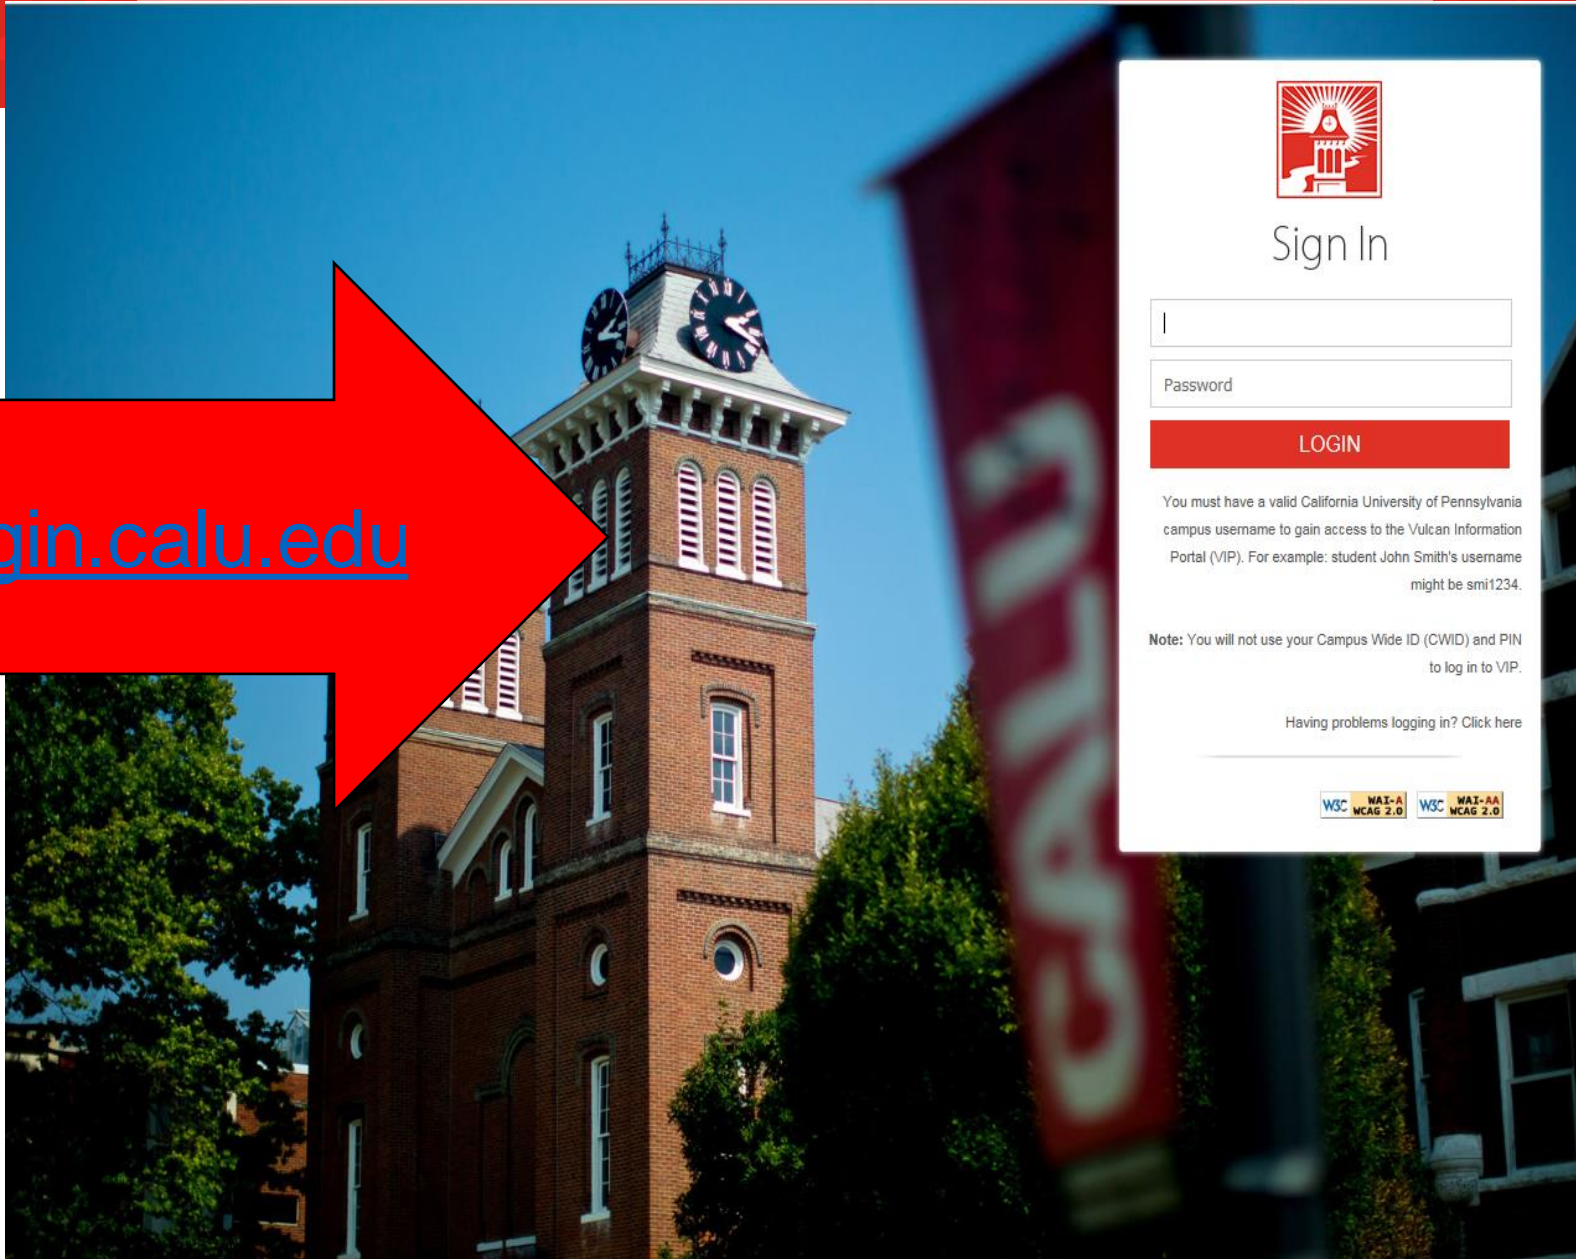 Sign In
Password
LOGIN
You must have a valid California University of Pennsylvania
campus username to gain access to the Vulcan Information
Portal (VIP). For example: student John Smith's username
might be smi1234.
Note: You will not use your Campus Wide ID (CWID) and PIN
to log in to VIP.
Having problems logging in? Click here
W3C WAI-A
WCAG 2.0
W3C WAI-AA
WCAG 2.0
gin.calu.edu
CALU